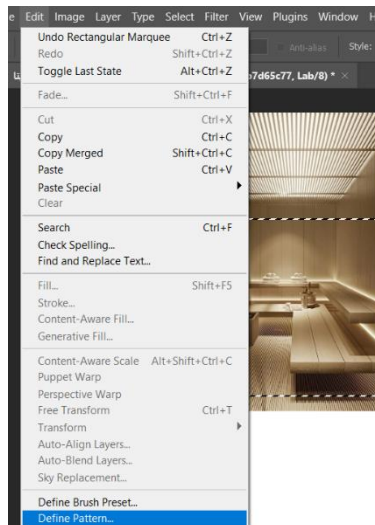 e Edit Image Layer Type Select Filter View Plugins Window H
Anti-alias Style:
Undo Rectangular Marquee Ctrl+Z
Redo Shift+Ctrl+Z
Toggle Last State Alt+Ctrl+Z
7d65c77, Lab/8) * ×
Fade... Shift+Ctrl+F
Cut Ctrl+X
Copy Ctrl+C
Copy Merged Shift+Ctrl+C
Paste Ctrl+V
Paste Special
Clear
Search Ctrl+F
Check Spelling...
Find and Replace Text...
Fill... Shift+F5
Stroke...
Content-Aware Fill...
Generative Fill...
Content-Aware Scale Alt+Shift+Ctrl+C
Puppet Warp
Perspective Warp
Free Transform Ctrl+T
Transform
Auto-Align Layers...
Auto-Blend Layers...
Sky Replacement...
Define Brush Preset...
Define Pattern...